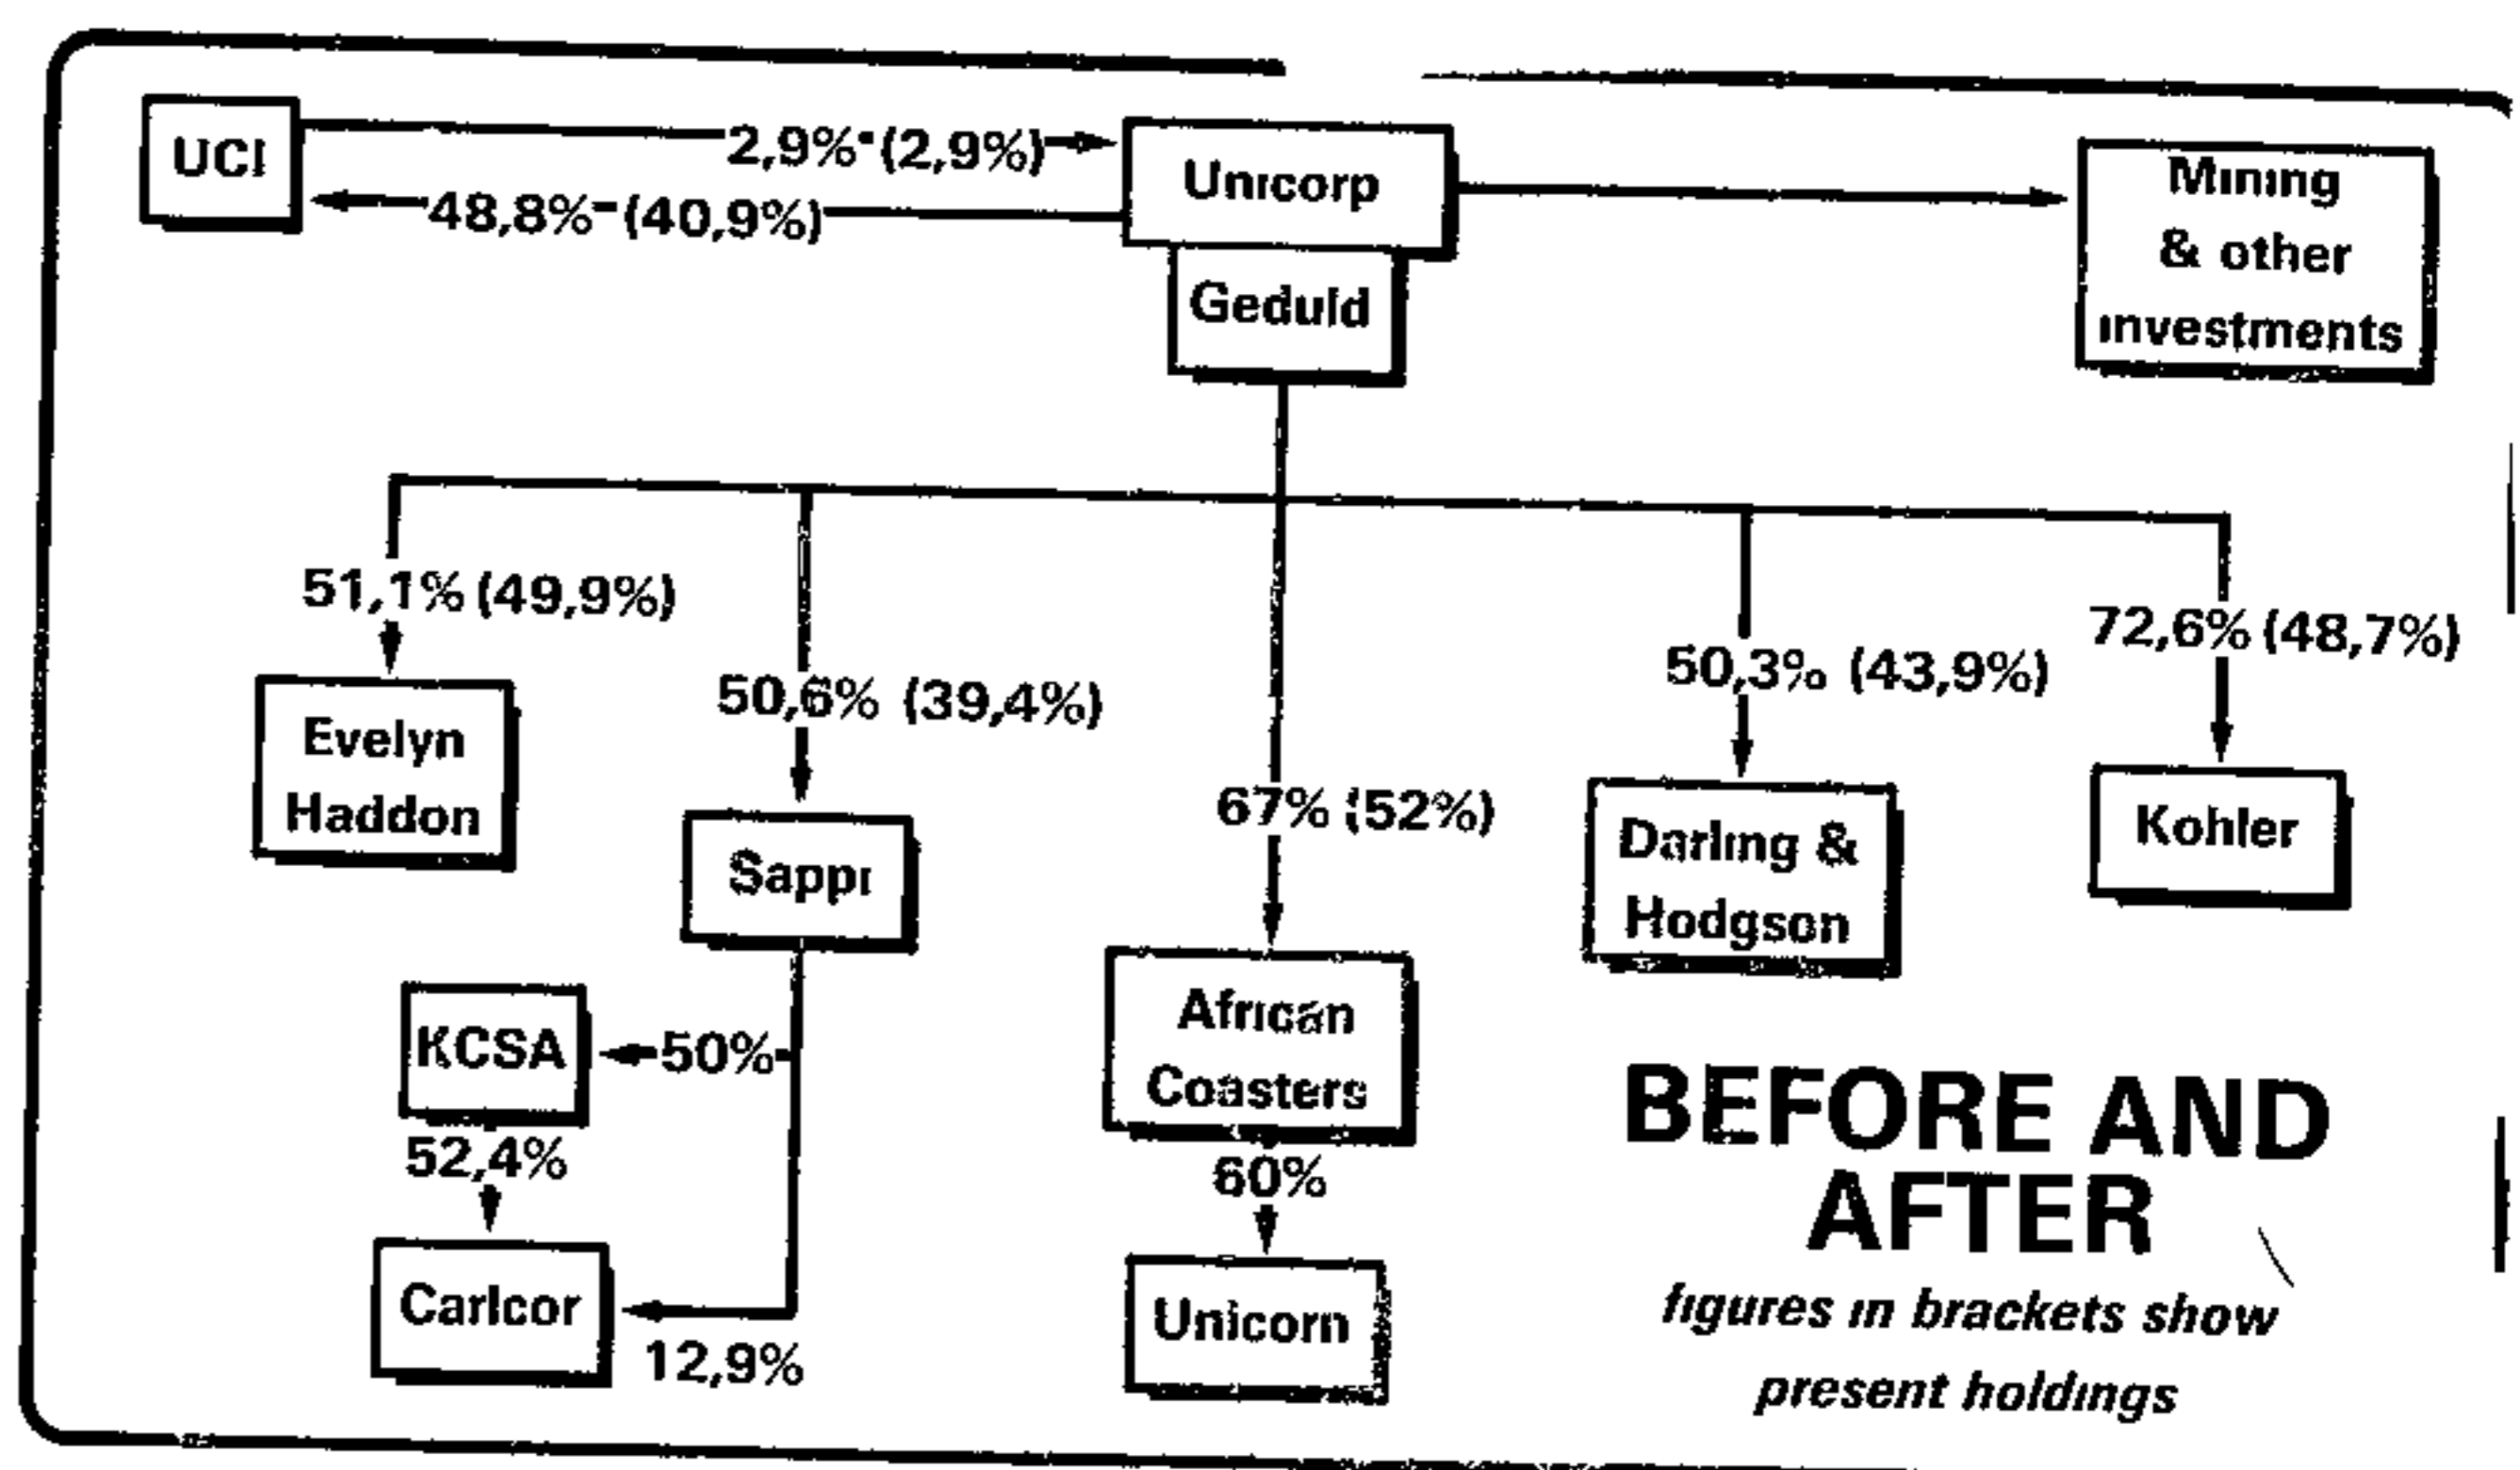 UCI
2,9% (2,9%)
48,8% (40,9%)
Unicorp
Geduld
Mining
& other
investments
51,1% (49,9%)
50,6% (39,4%)
67% (52%)
50,3% (43,9%)
72,6% (48,7%)
Evelyn
Haddon
Sappi
African
Coasters
Darling &
Hodgson
Kohler
KCSA
50%
52,4%
Carlcor
12,9%
60%
Unicorn
BEFORE AND
AFTER
figures in brackets show
present holdings